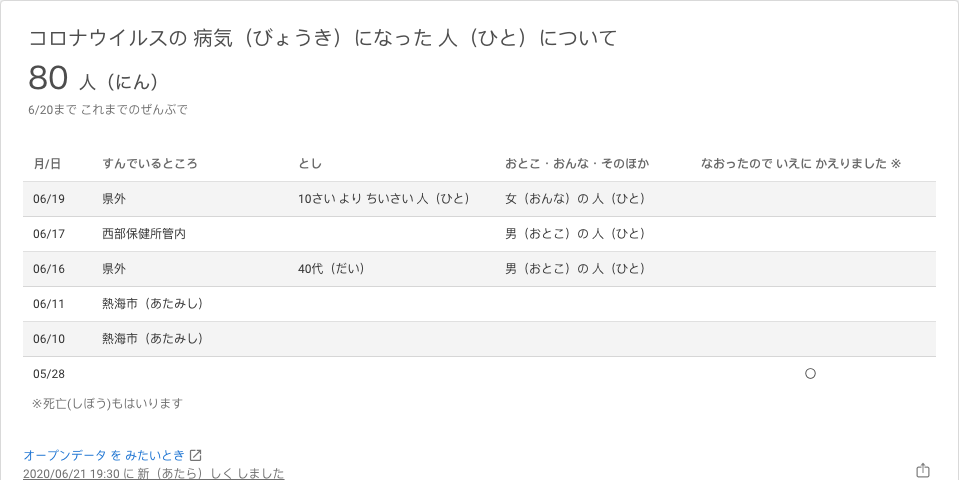 コロナウイルスの 病気（びょうき）になった 人（ひと）について
80 人（にん）
6/20まで これまでのぜんぶで
月/日 すんでいるところ とし おとこ・おんな・そのほか なおったので いえに かえりました ※
06/19 県外 10さい より ちいさい 人（ひと） 女（おんな）の 人（ひと）
06/17 西部保健所管内 男（おとこ）の 人（ひと）
06/16 県外 40代（だい） 男（おとこ）の 人（ひと）
06/11 熱海市（あたみし）
06/10 熱海市（あたみし）
05/28 ○
※死亡(しぼう)もはいります
オープンデータ を みたいとき
2020/06/21 19:30 に 新（あたら）しく しました